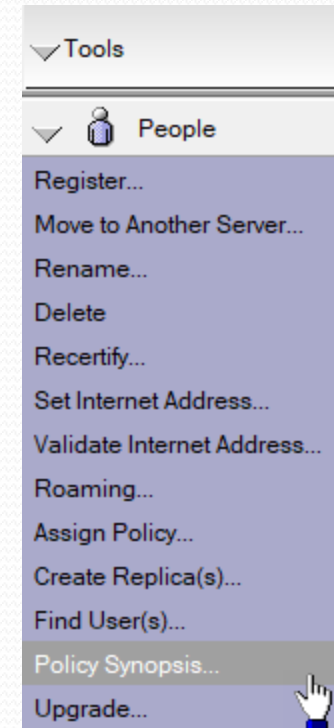 Tools
People
Register...
Move to Another Server...
Rename...
Delete
Recertify...
Set Internet Address...
Validate Internet Address...
Roaming...
Assign Policy...
Create Replica(s)...
Find User(s)...
Policy Synopsis...
Upgrade...